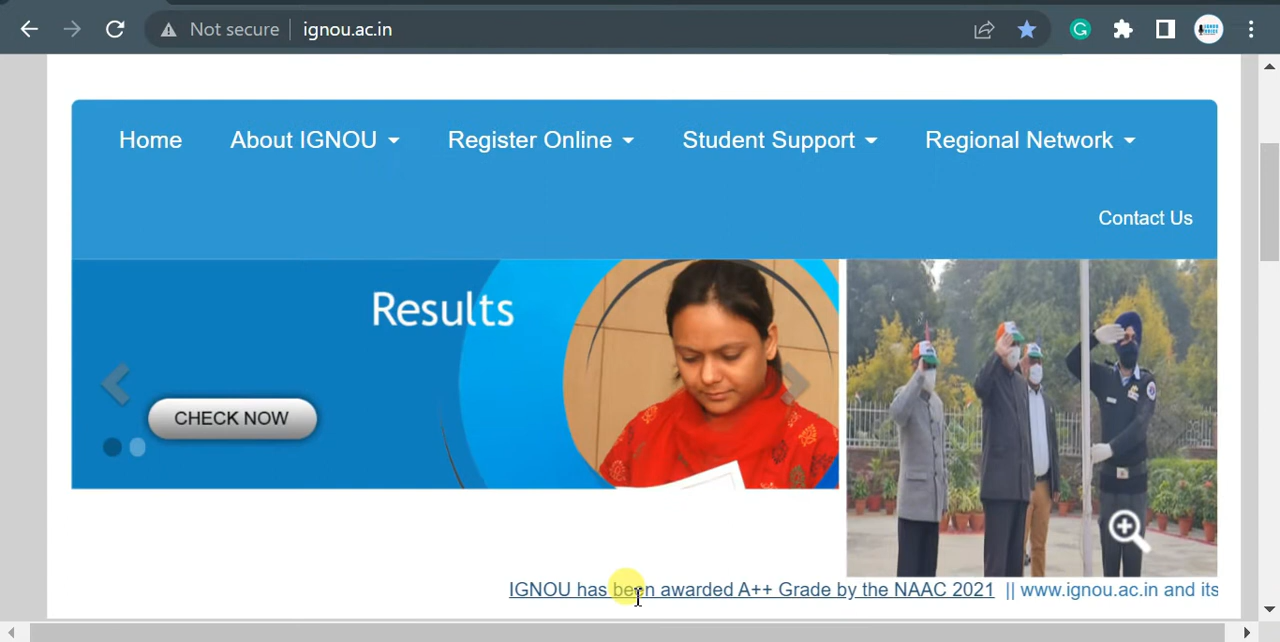 Not secure ignou.ac.in
Home About IGNOU Register Online Student Support Regional Network
Contact Us
Results
CHECK NOW
IGNOU has been awarded A++ Grade by the NAAC 2021 || www.ignou.ac.in and its